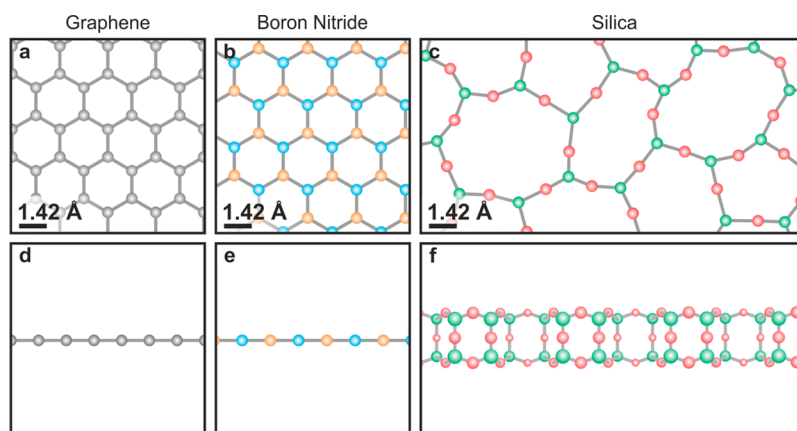 Graphene
Boron Nitride
Silica
a
b
c
1.42 Å
1.42 Å
1.42 Å
d
e
f